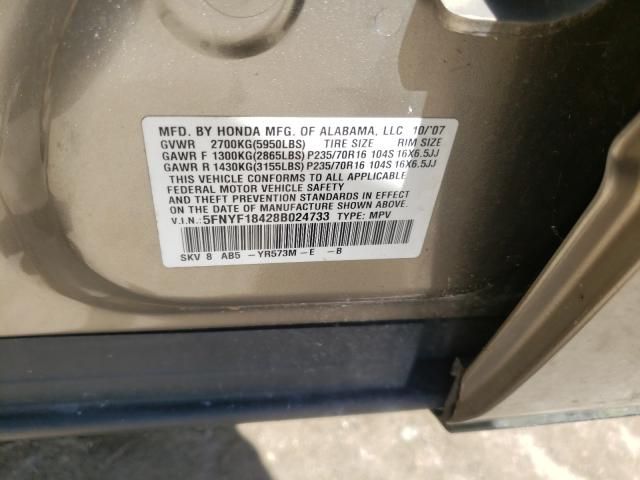 MFD. BY HONDA MFG. OF ALABAMA, LLC 10/'07
GVWR 2700KG(5950LBS) TIRE SIZE RIM SIZE
GAWR F 1300KG(2865LBS) P235/70R16 104S 16X6.5JJ
GAWR R 1430KG(3155LBS) P235/70R16 104S 16X6.5JJ
THIS VEHICLE CONFORMS TO ALL APPLICABLE
FEDERAL MOTOR VEHICLE SAFETY
AND THEFT PREVENTION STANDARDS IN EFFECT
ON THE DATE OF MANUFACTURE SHOWN ABOVE.
V.I.N.: 5FNYF18428B024733 TYPE: MPV
SKV 8 AB5 -YR573M-E -B